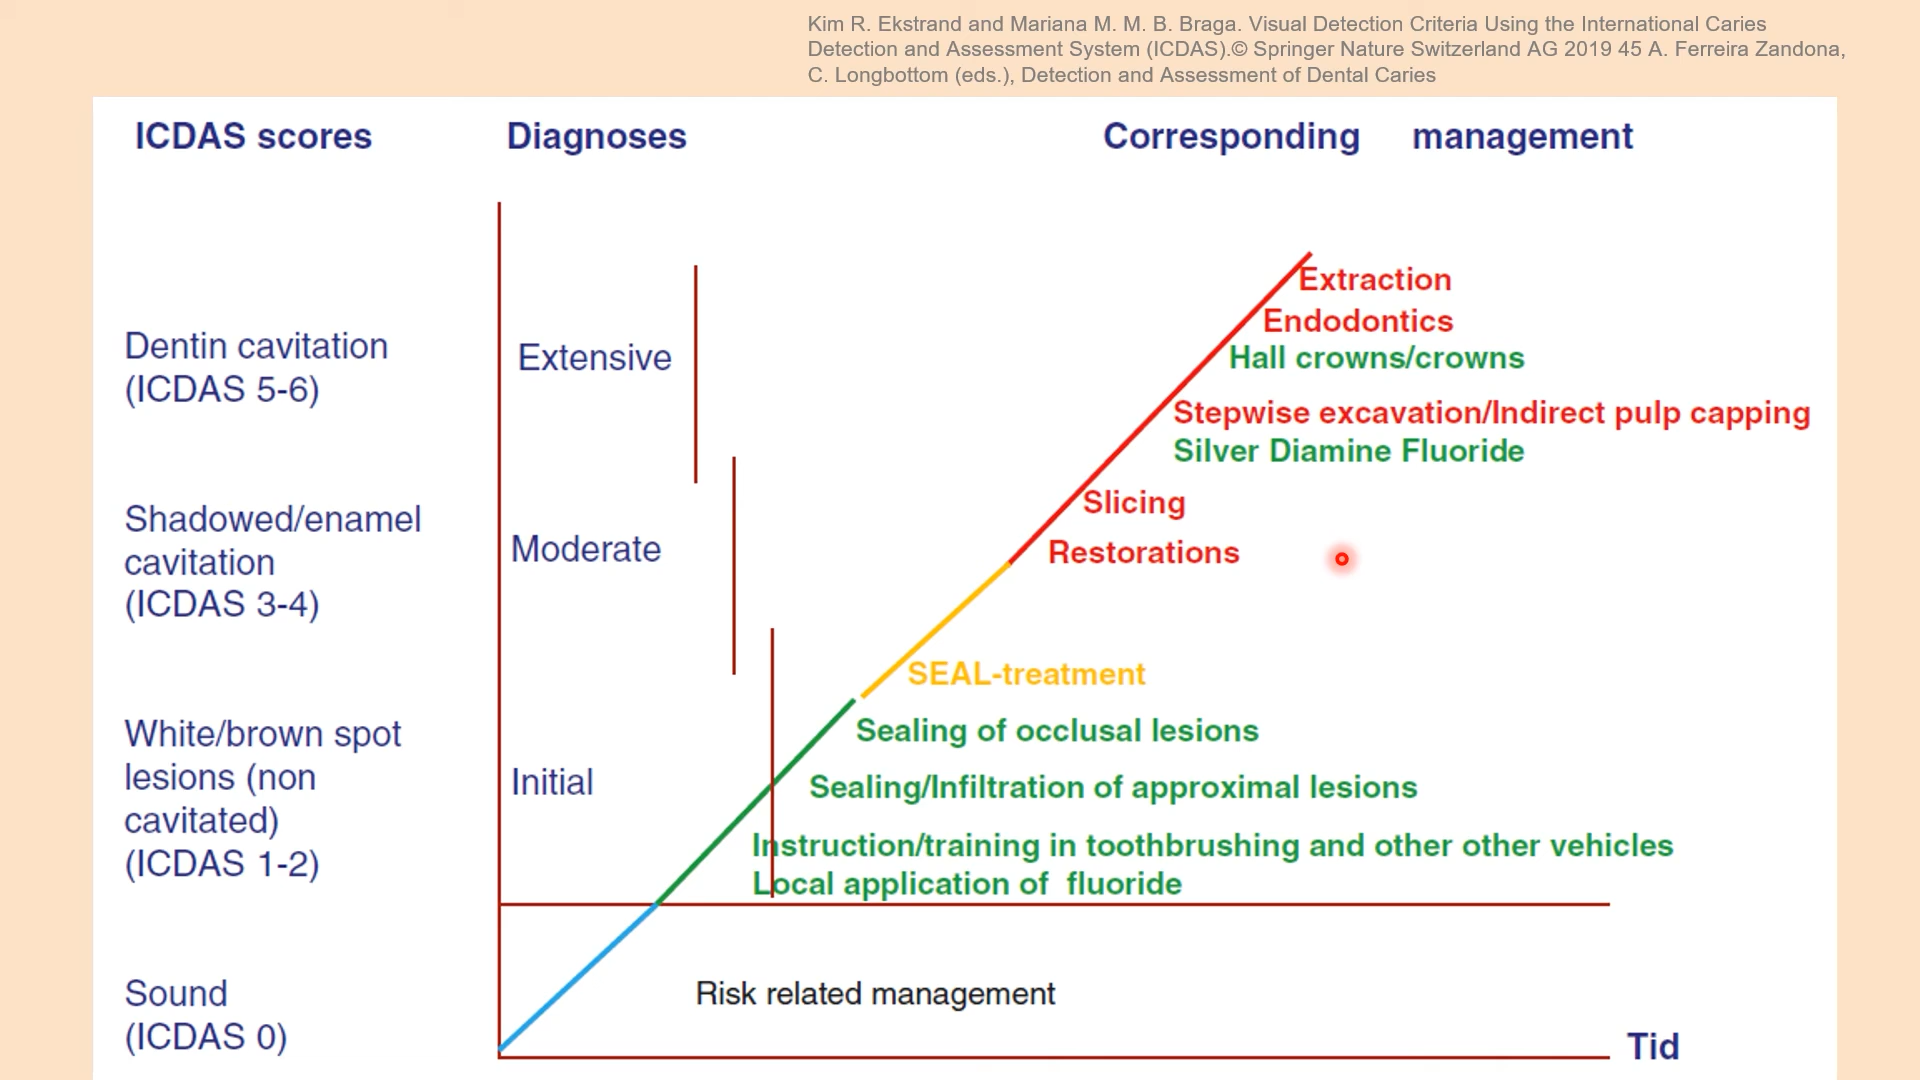 Kim R. Ekstrand and Mariana M. M. B. Braga. Visual Detection Criteria Using the International Caries
Detection and Assessment System (ICDAS).© Springer Nature Switzerland AG 2019 45 A. Ferreira Zandona,
C. Longbottom (eds.), Detection and Assessment of Dental Caries
ICDAS scores
Diagnoses
Corresponding management
Dentin cavitation
(ICDAS 5-6)
Extensive
Extraction
Endodontics
Hall crowns/crowns
Stepwise excavation/Indirect pulp capping
Silver Diamine Fluoride
Shadowed/enamel
cavitation
(ICDAS 3-4)
Moderate
Slicing
Restorations
SEAL-treatment
White/brown spot
lesions (non
cavitated)
(ICDAS 1-2)
Initial
Sealing of occlusal lesions
Sealing/Infiltration of approximal lesions
Instruction/training in toothbrushing and other other vehicles
Local application of fluoride
Sound
(ICDAS 0)
Risk related management
Tid